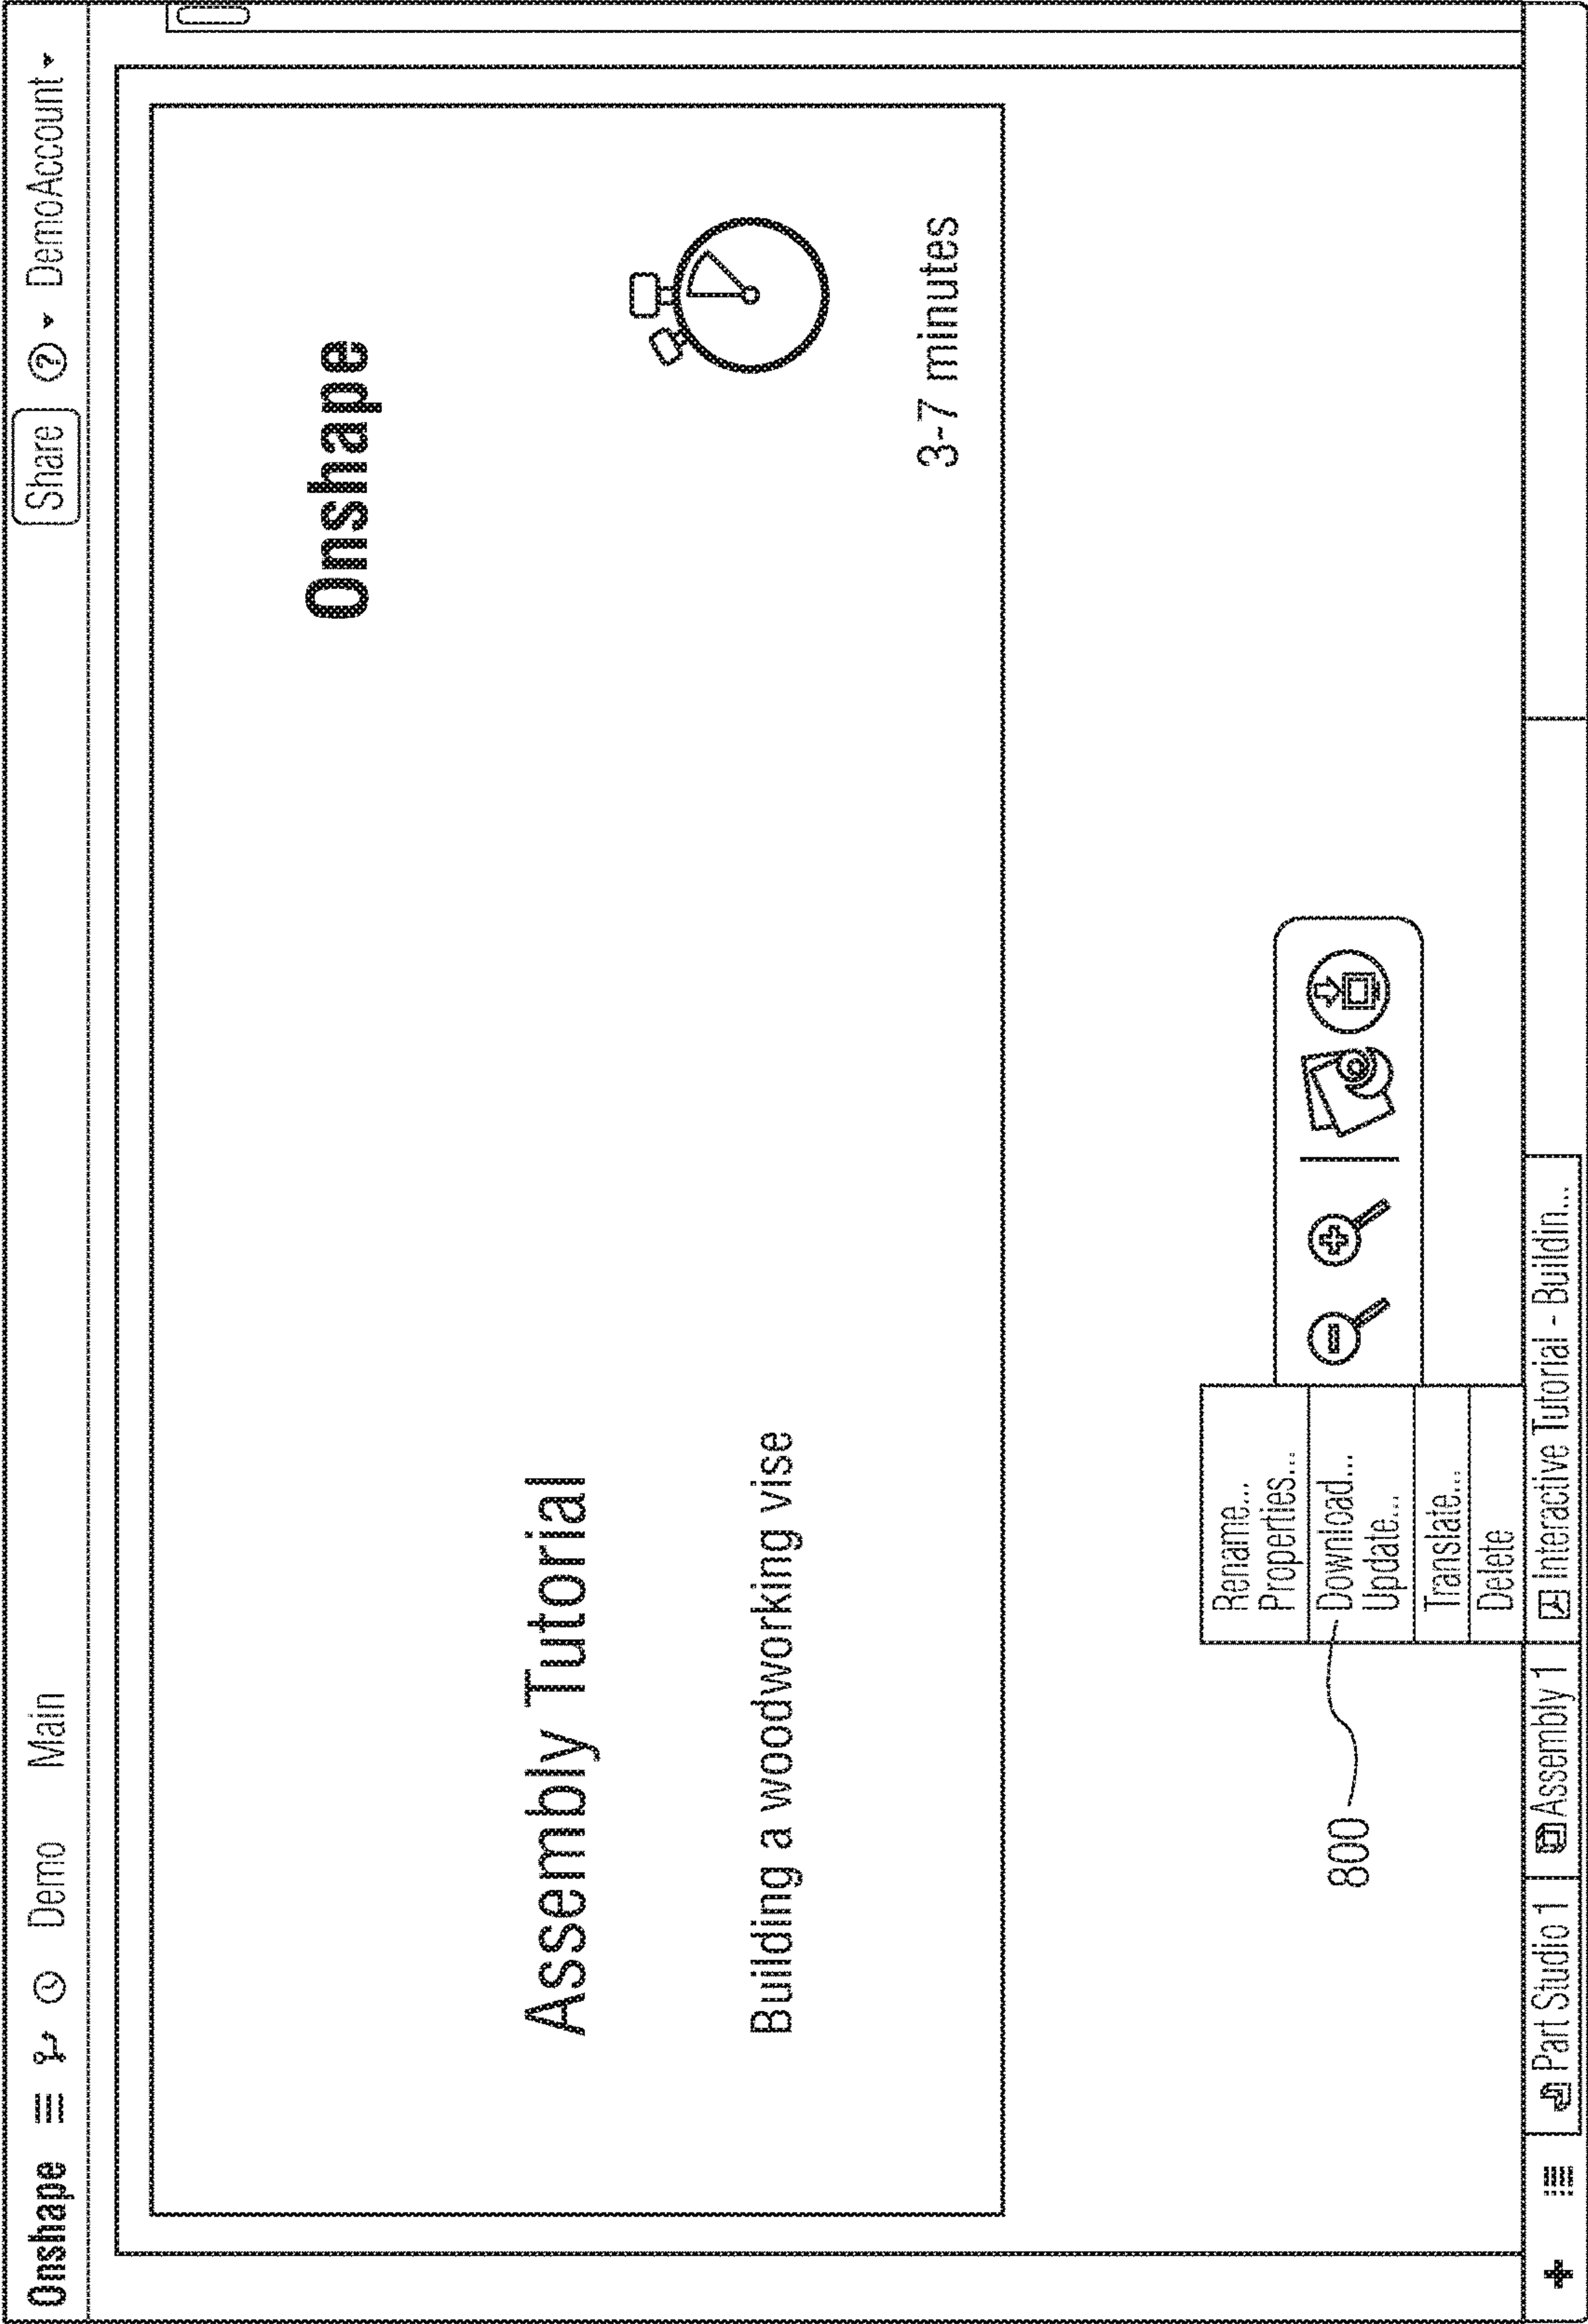 Onshape Demo Main Share ? DemoAccount
Onshape
Assembly Tutorial
Building a woodworking vise
3-7 minutes
Rename...
Properties...
Download...
Update...
Translate...
Delete
800
Part Studio 1 Assembly 1 Interactive Tutorial - Buildin...